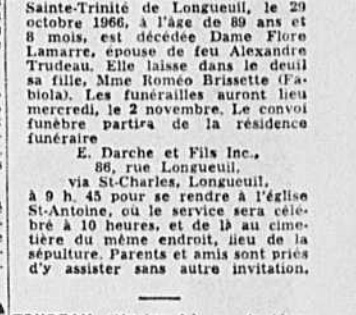 Sainte-Trinité de Longueuil, le 29
octobre 1966, à l'âge de 89 ans et
8 mois, est décédée Dame Flore
Lamarre, épouse de feu Alexandre
Trudeau. Elle laisse dans le deuil
sa fille, Mme Roméo Brissette (Fa-
biola). Les funérailles auront lieu
mercredi, le 2 novembre. Le convoi
funèbre partira de la résidence
funéraire
E. Darche et Fils Inc.,
86, rue Longueuil,
via St-Charles, Longueuil,
à 9 h. 45 pour se rendre à l'église
St-Antoine, où le service sera célé-
bré à 10 heures, et de là au cime-
tière du même endroit, lieu de la
sépulture. Parents et amis sont priés
d'y assister sans autre invitation.